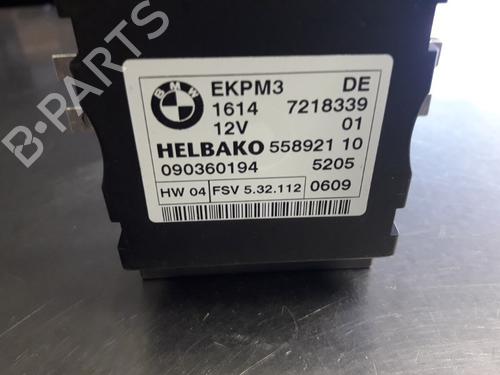 BMW
EKPM3 DE
1614 7218339
12V 01
HELBAKO 558921 10
090360194 5205
HW 04 FSV 5.32.112 0609
B-PARTS